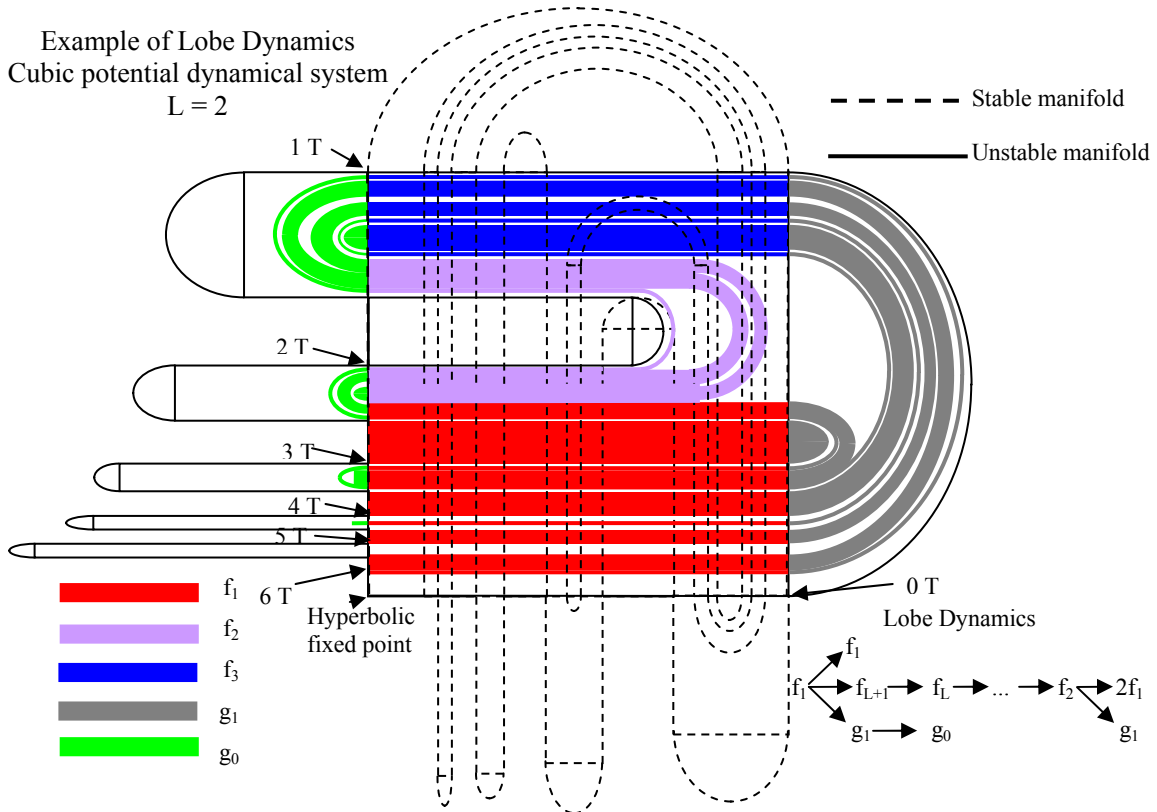 Example of Lobe Dynamics
Cubic potential dynamical system
L = 2
Stable manifold
Unstable manifold
1 T
2 T
3 T
4 T
5 T
6 T
0 T
Hyperbolic
fixed point
f₁
f₂
f₃
g₁
g₀
Lobe Dynamics
f₁
f₁ f_{L+1} f_L ... f₂ 2f₁
g₁ g₀ g₁